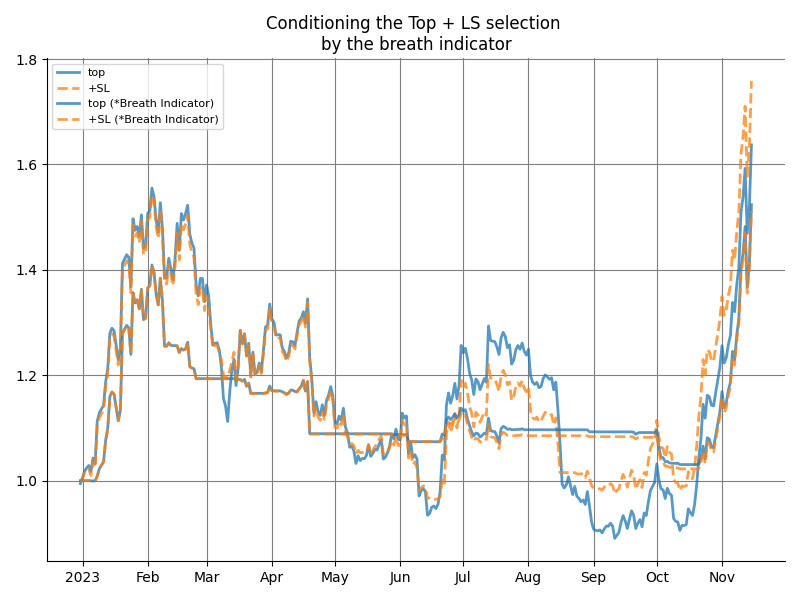 Conditioning the Top + LS selection
by the breath indicator
top
+SL
top (*Breath Indicator)
+SL (*Breath Indicator)
1.8
1.6
1.4
1.2
1.0
2023 Feb Mar Apr May Jun Jul Aug Sep Oct Nov